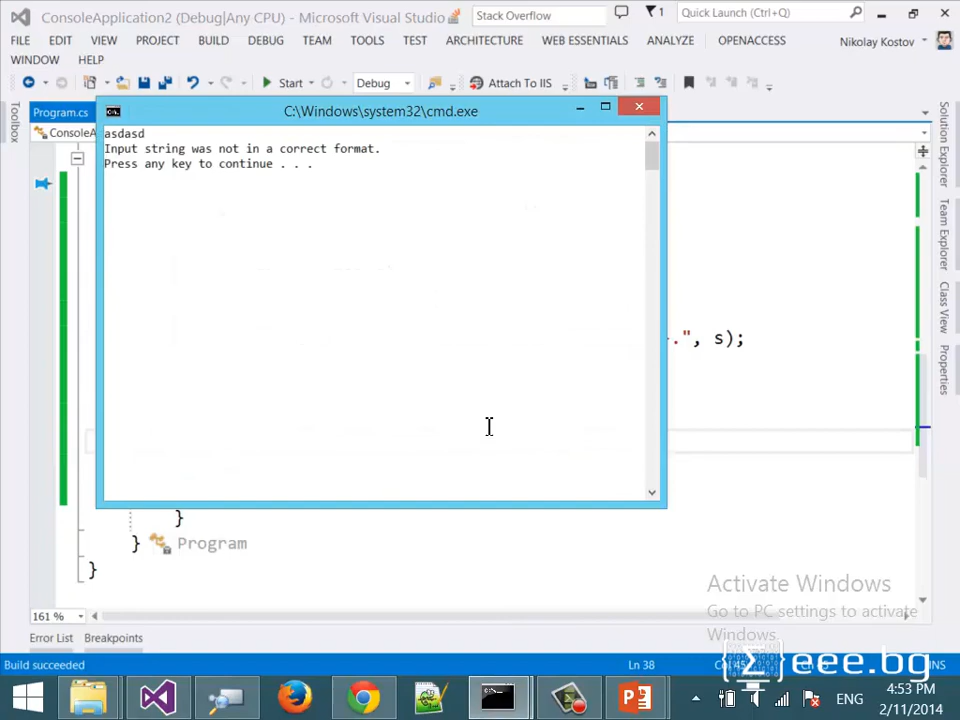 ConsoleApplication2 (Debug|Any CPU) - Microsoft Visual Studio
Stack Overflow
1
Quick Launch (Ctrl+Q)
FILE EDIT VIEW PROJECT BUILD DEBUG TEAM TOOLS TEST ARCHITECTURE WEB ESSENTIALS ANALYZE OPENACCESS
Nikolay Kostov
WINDOW HELP
Start
Debug
Attach To IIS
Program.cs
ConsoleA
Toolbox
C:\Windows\system32\cmd.exe
asdasd
Input string was not in a correct format.
Press any key to continue . . .
.", s);
}
} Program
}
Solution Explorer
Team Explorer
Class View
Properties
161 %
Activate Windows
Go to PC settings to activate
Windows.
Error List Breakpoints
Build succeeded
Ln 38
INS
eee.bg
ENG
4:53 PM
2/11/2014